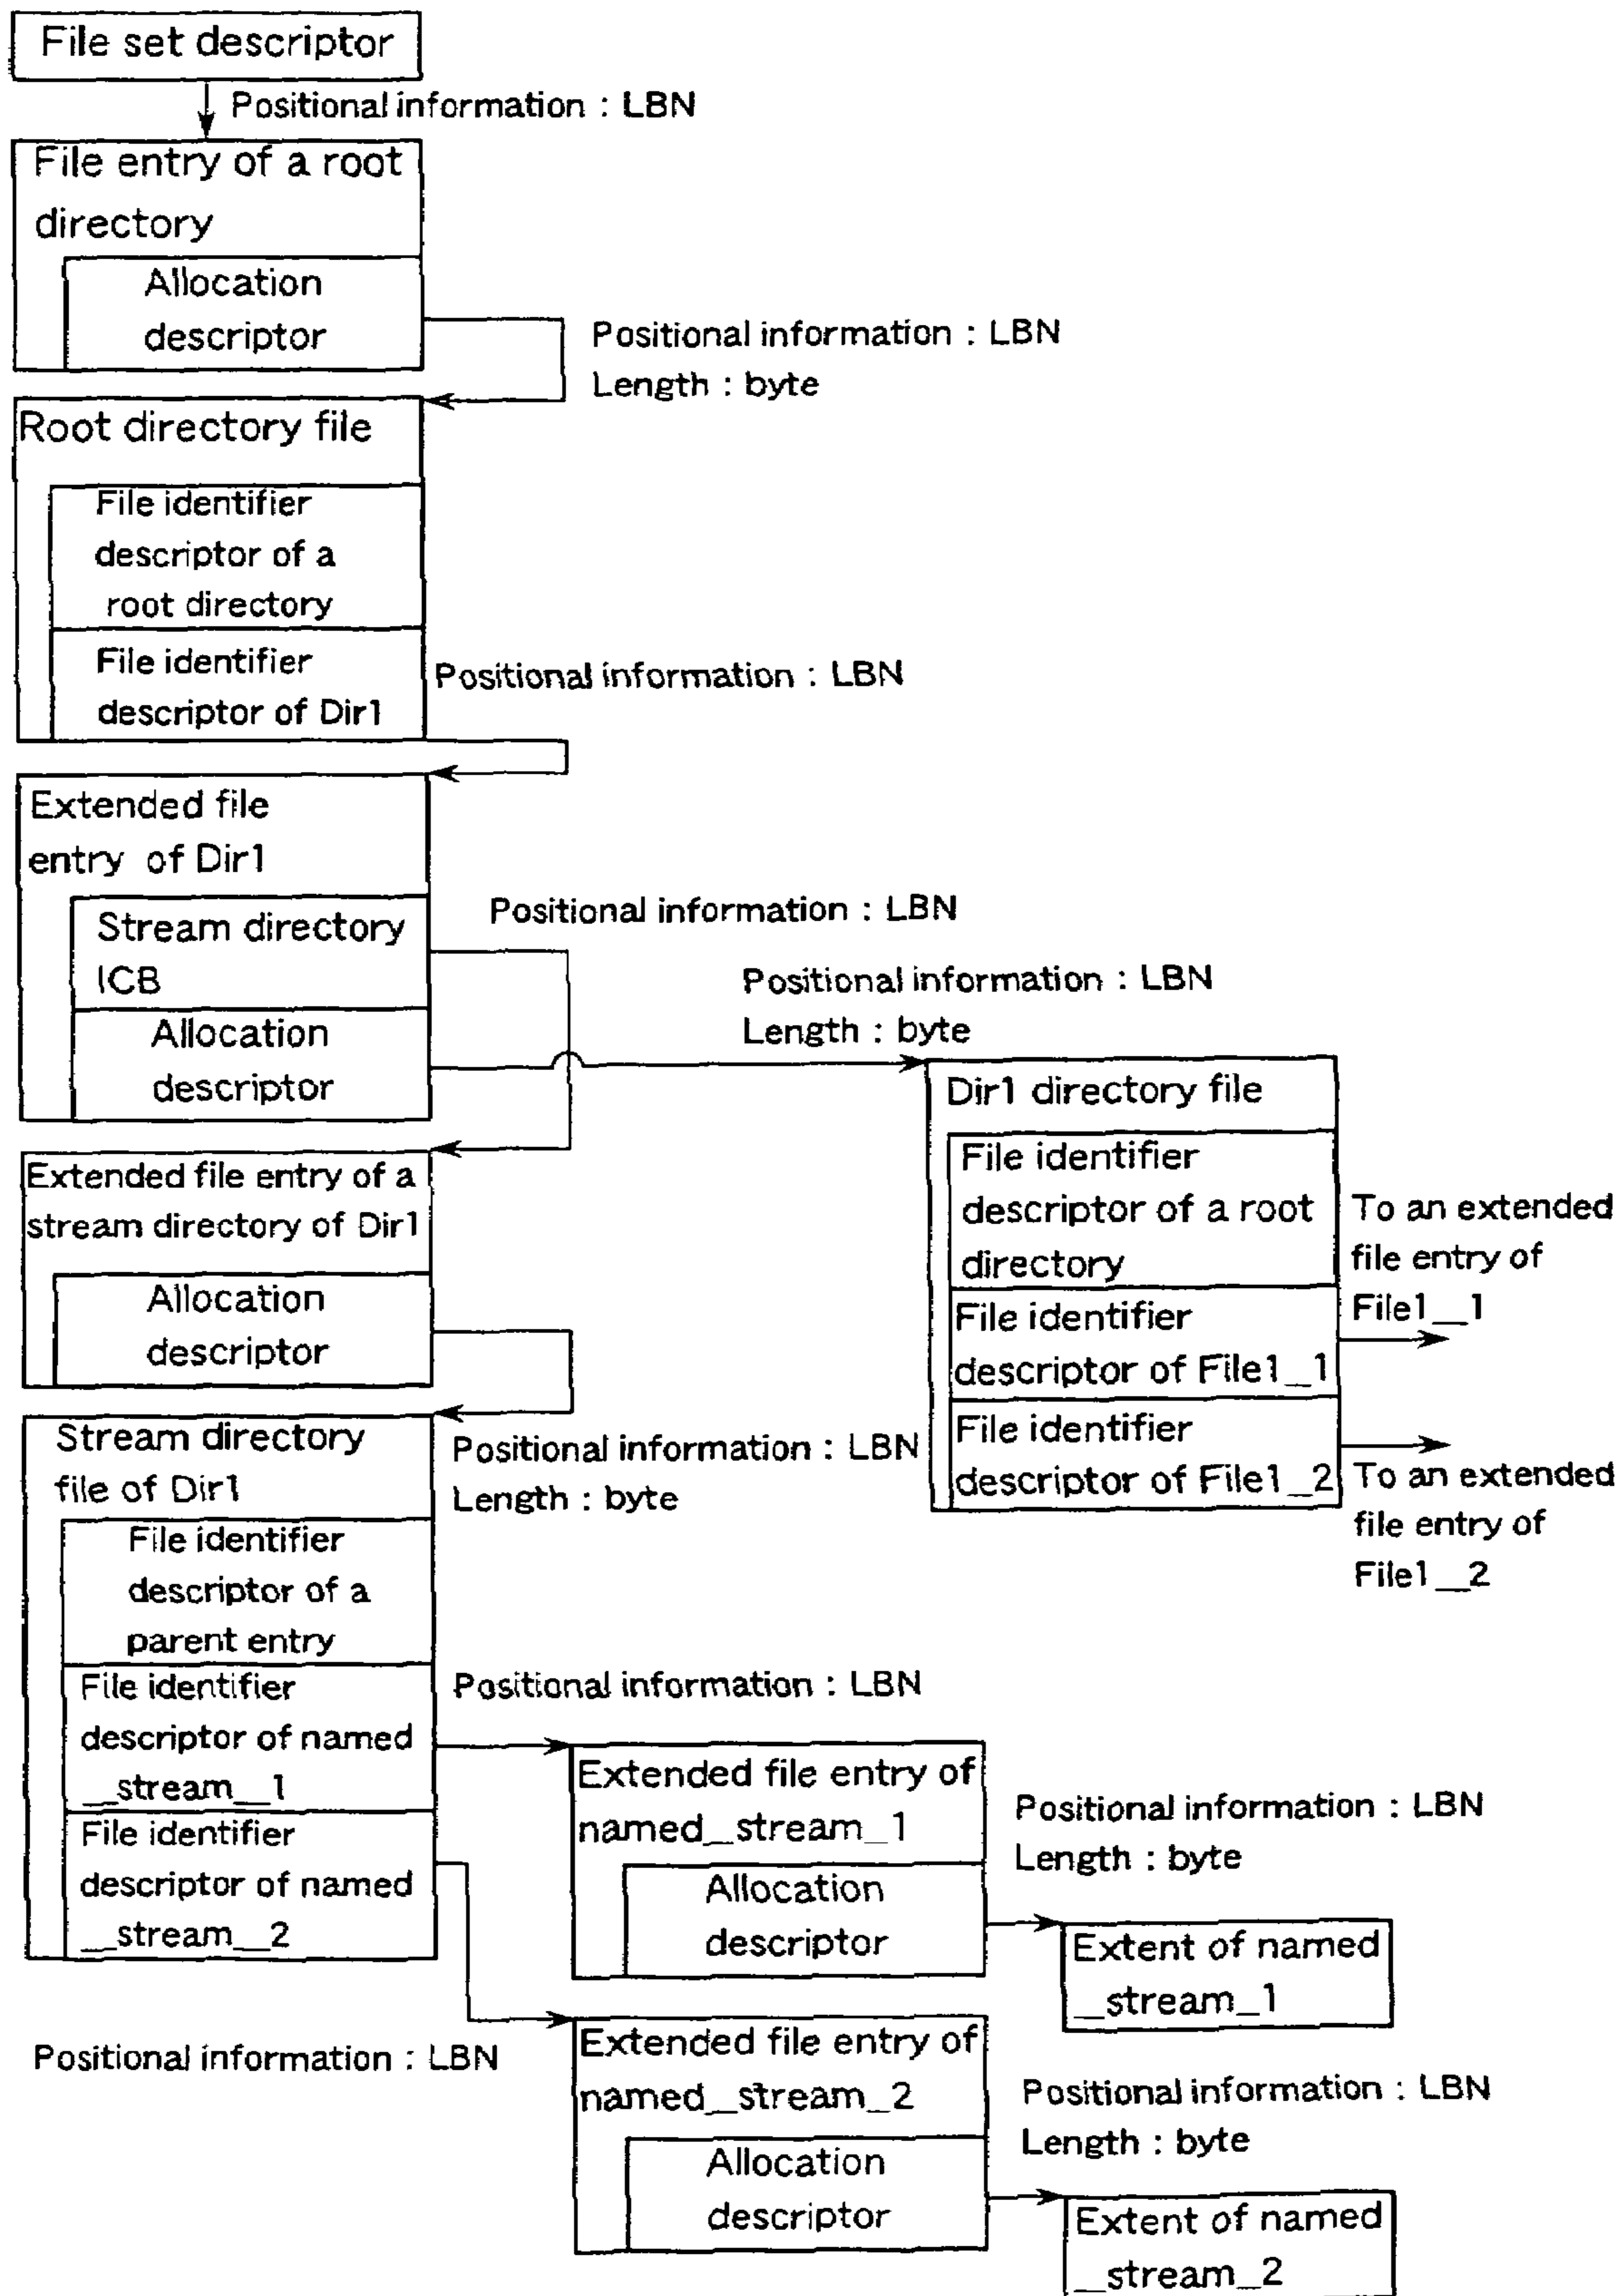 File set descriptor
Positional information : LBN
File entry of a root
directory
Allocation
descriptor
Positional information : LBN
Length : byte
Root directory file
File identifier
descriptor of a
root directory
File identifier
descriptor of Dir1
Positional information : LBN
Extended file
entry of Dir1
Stream directory
ICB
Positional information : LBN
Allocation
descriptor
Positional information : LBN
Length : byte
Dir1 directory file
File identifier
descriptor of a root
directory
File identifier
descriptor of File1_1
File identifier
descriptor of File1_2
To an extended
file entry of
File1__1
To an extended
file entry of
File1__2
Extended file entry of a
stream directory of Dir1
Allocation
descriptor
Positional information : LBN
Length : byte
Stream directory
file of Dir1
File identifier
descriptor of a
parent entry
File identifier
descriptor of named
__stream__1
File identifier
descriptor of named
__stream__2
Positional information : LBN
Extended file entry of
named__stream_1
Allocation
descriptor
Positional information : LBN
Length : byte
Extent of named
__stream_1
Positional information : LBN
Extended file entry of
named__stream_2
Allocation
descriptor
Positional information : LBN
Length : byte
Extent of named
__stream_2